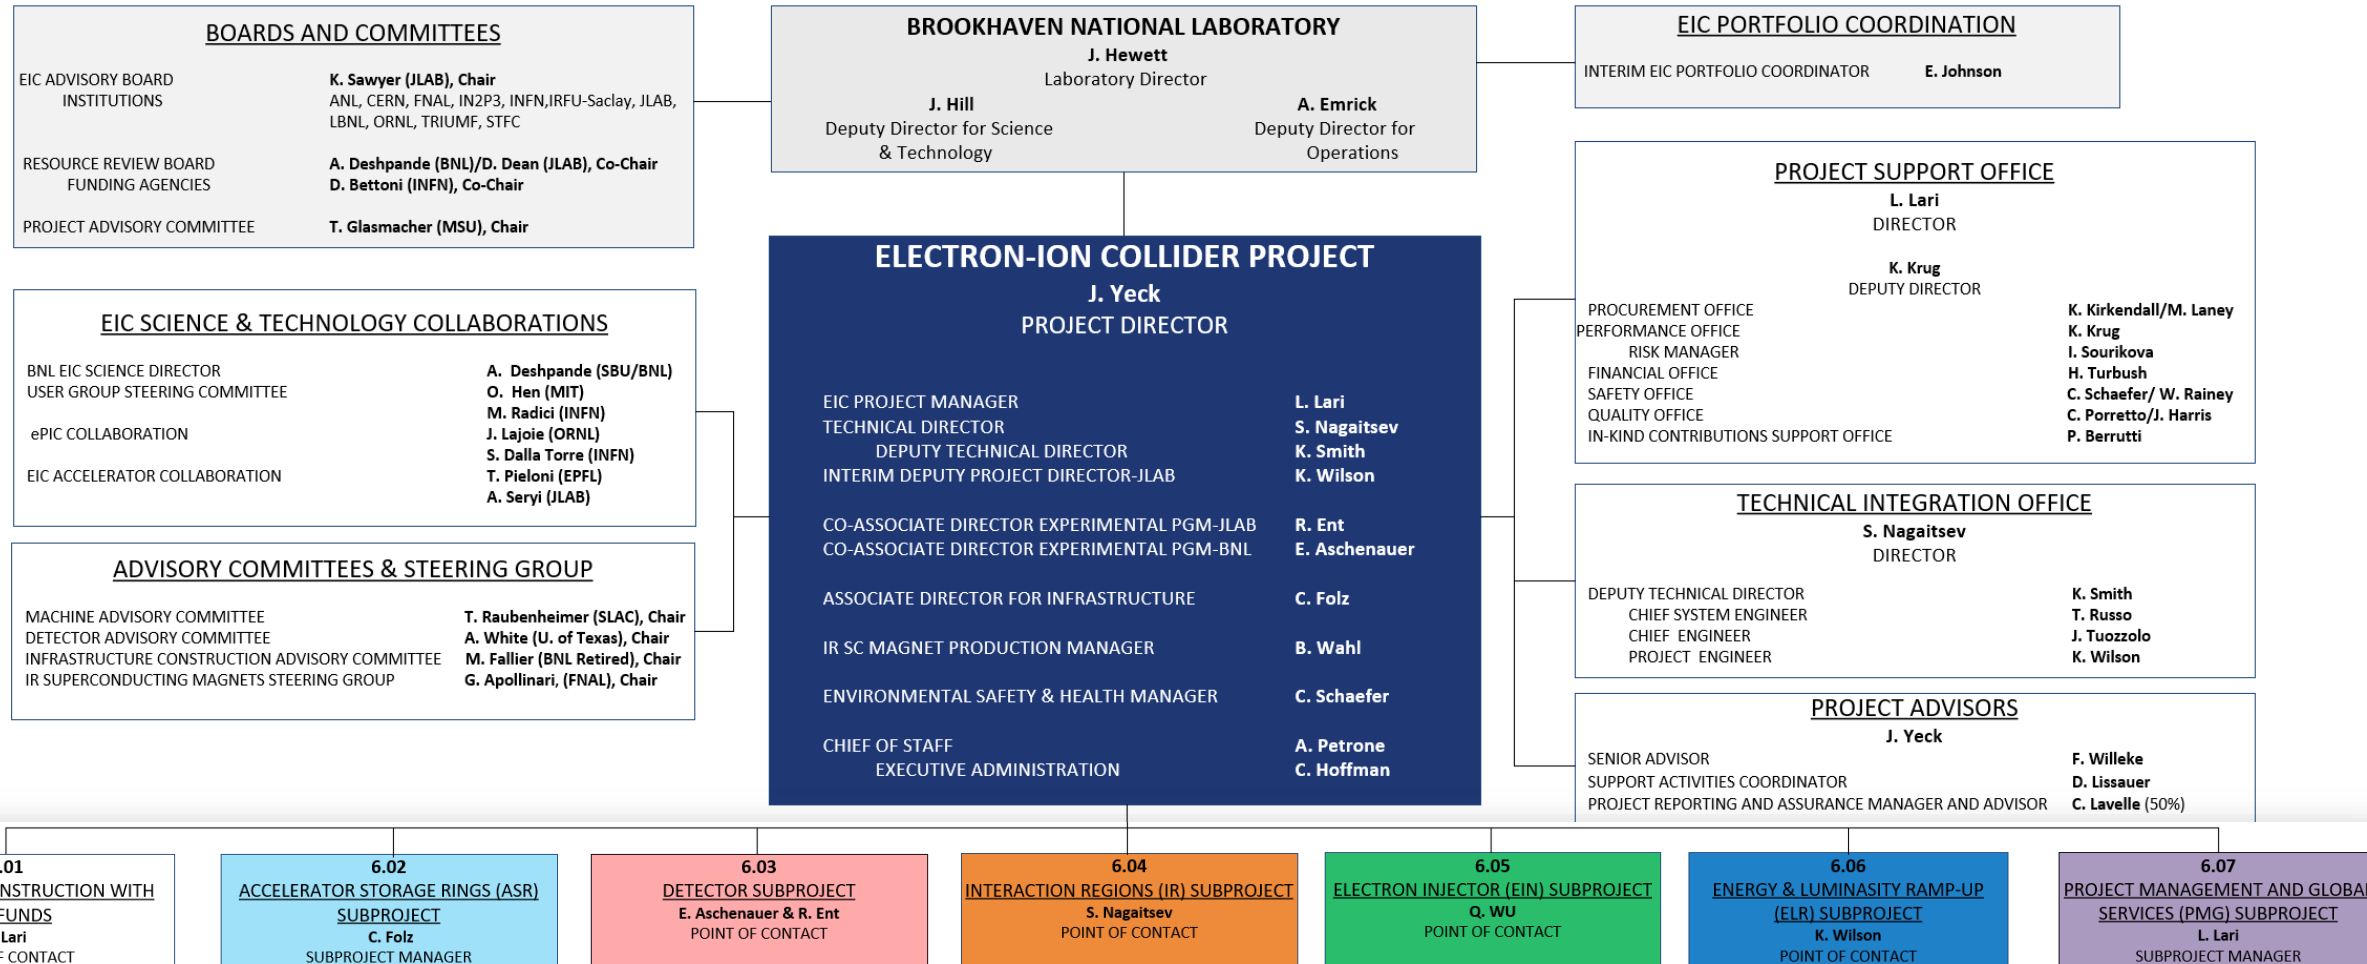 BOARDS AND COMMITTEES
EIC ADVISORY BOARD K. Sawyer (JLAB), Chair
INSTITUTIONS ANL, CERN, FNAL, IN2P3, INFN,IRFU-Saclay, JLAB,
LBNL, ORNL, TRIUMF, STFC
RESOURCE REVIEW BOARD A. Deshpande (BNL)/D. Dean (JLAB), Co-Chair
FUNDING AGENCIES D. Bettoni (INFN), Co-Chair
PROJECT ADVISORY COMMITTEE T. Glasmacher (MSU), Chair
BROOKHAVEN NATIONAL LABORATORY
J. Hewett
Laboratory Director
J. Hill
Deputy Director for Science
& Technology
A. Emrick
Deputy Director for
Operations
EIC PORTFOLIO COORDINATION
INTERIM EIC PORTFOLIO COORDINATOR E. Johnson
EIC SCIENCE & TECHNOLOGY COLLABORATIONS
BNL EIC SCIENCE DIRECTOR A. Deshpande (SBU/BNL)
USER GROUP STEERING COMMITTEE O. Hen (MIT)
M. Radici (INFN)
ePIC COLLABORATION J. Lajoie (ORNL)
S. Dalla Torre (INFN)
EIC ACCELERATOR COLLABORATION T. Pieloni (EPFL)
A. Seryi (JLAB)
ADVISORY COMMITTEES & STEERING GROUP
MACHINE ADVISORY COMMITTEE T. Raubenheimer (SLAC), Chair
DETECTOR ADVISORY COMMITTEE A. White (U. of Texas), Chair
INFRASTRUCTURE CONSTRUCTION ADVISORY COMMITTEE M. Fallier (BNL Retired), Chair
IR SUPERCONDUCTING MAGNETS STEERING GROUP G. Apollinari, (FNAL), Chair
ELECTRON-ION COLLIDER PROJECT
J. Yeck
PROJECT DIRECTOR
EIC PROJECT MANAGER L. Lari
TECHNICAL DIRECTOR S. Nagaitsev
DEPUTY TECHNICAL DIRECTOR K. Smith
INTERIM DEPUTY PROJECT DIRECTOR-JLAB K. Wilson
CO-ASSOCIATE DIRECTOR EXPERIMENTAL PGM-JLAB R. Ent
CO-ASSOCIATE DIRECTOR EXPERIMENTAL PGM-BNL E. Aschenauer
ASSOCIATE DIRECTOR FOR INFRASTRUCTURE C. Folz
IR SC MAGNET PRODUCTION MANAGER B. Wahl
ENVIRONMENTAL SAFETY & HEALTH MANAGER C. Schaefer
CHIEF OF STAFF A. Petrone
EXECUTIVE ADMINISTRATION C. Hoffman
PROJECT SUPPORT OFFICE
L. Lari
DIRECTOR
K. Krug
DEPUTY DIRECTOR
PROCUREMENT OFFICE K. Kirkendall/M. Laney
PERFORMANCE OFFICE K. Krug
RISK MANAGER I. Sourikova
FINANCIAL OFFICE H. Turbush
SAFETY OFFICE C. Schaefer/ W. Rainey
QUALITY OFFICE C. Porretto/J. Harris
IN-KIND CONTRIBUTIONS SUPPORT OFFICE P. Berrutti
TECHNICAL INTEGRATION OFFICE
S. Nagaitsev
DIRECTOR
DEPUTY TECHNICAL DIRECTOR K. Smith
CHIEF SYSTEM ENGINEER T. Russo
CHIEF ENGINEER J. Tuozzolo
PROJECT ENGINEER K. Wilson
PROJECT ADVISORS
J. Yeck
SENIOR ADVISOR F. Willeke
SUPPORT ACTIVITIES COORDINATOR D. Lissauer
PROJECT REPORTING AND ASSURANCE MANAGER AND ADVISOR C. Lavelle (50%)
.01
NSTRUCTION WITH
FUNDS
Lari
F CONTACT
6.02
ACCELERATOR STORAGE RINGS (ASR)
SUBPROJECT
C. Folz
SUBPROJECT MANAGER
6.03
DETECTOR SUBPROJECT
E. Aschenauer & R. Ent
POINT OF CONTACT
6.04
INTERACTION REGIONS (IR) SUBPROJECT
S. Nagaitsev
POINT OF CONTACT
6.05
ELECTRON INJECTOR (EIN) SUBPROJECT
Q. WU
POINT OF CONTACT
6.06
ENERGY & LUMINASITY RAMP-UP
(ELR) SUBPROJECT
K. Wilson
POINT OF CONTACT
6.07
PROJECT MANAGEMENT AND GLOBA
SERVICES (PMG) SUBPROJECT
L. Lari
SUBPROJECT MANAGER